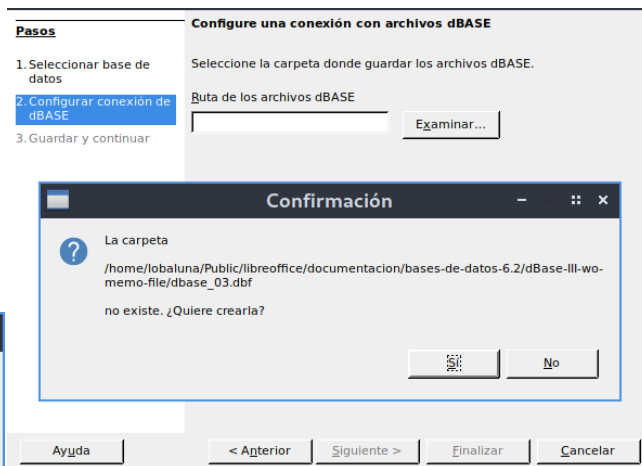 Pasos
Configure una conexión con archivos dBASE
1. Seleccionar base de
datos
Seleccione la carpeta donde guardar los archivos dBASE.
2. Configurar conexión de
dBASE
Ruta de los archivos dBASE
Examinar...
3. Guardar y continuar
Confirmación
La carpeta
/home/lobaluna/Public/libreoffice/documentacion/bases-de-datos-6.2/dBase-III-wo-
memo-file/dbase_03.dbf
no existe. ¿Quiere crearla?
Sí
No
Ayuda
< Anterior
Siguiente >
Finalizar
Cancelar